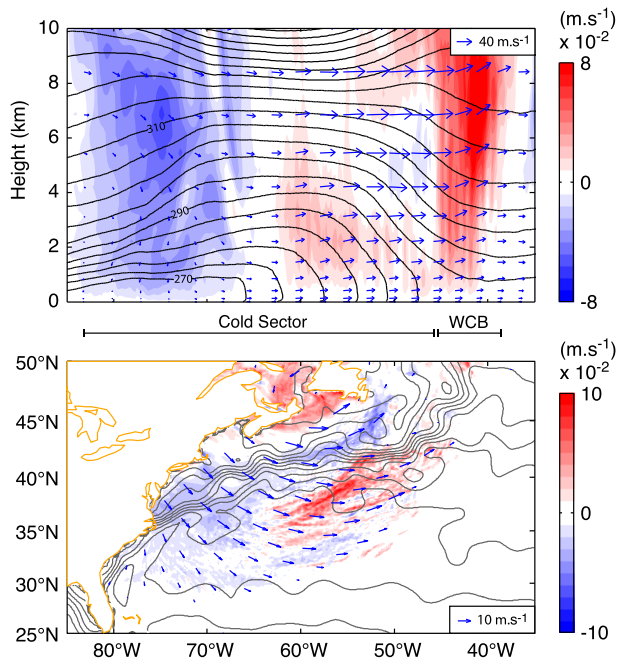 (m.s⁻¹)
x 10⁻²
10
8
6
4
2
0
Height (km)
310
290
270
40 m.s⁻¹
8
0
-8
Cold Sector
WCB
(m.s⁻¹)
x 10⁻²
50°N
45°N
40°N
35°N
30°N
25°N
80°W
70°W
60°W
50°W
40°W
10 m.s⁻¹
10
0
-10